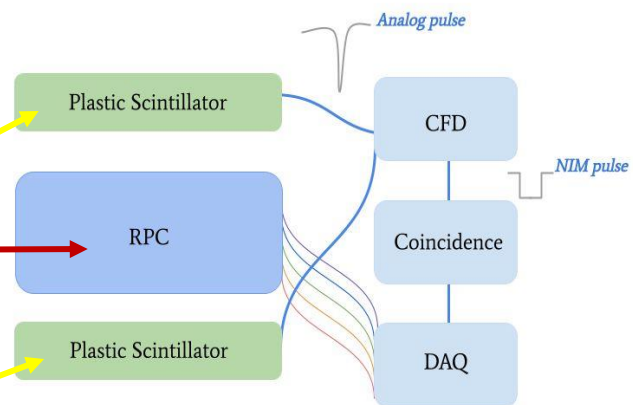 Analog pulse
Plastic Scintillator
CFD
NIM pulse
RPC
Coincidence
Plastic Scintillator
DAQ